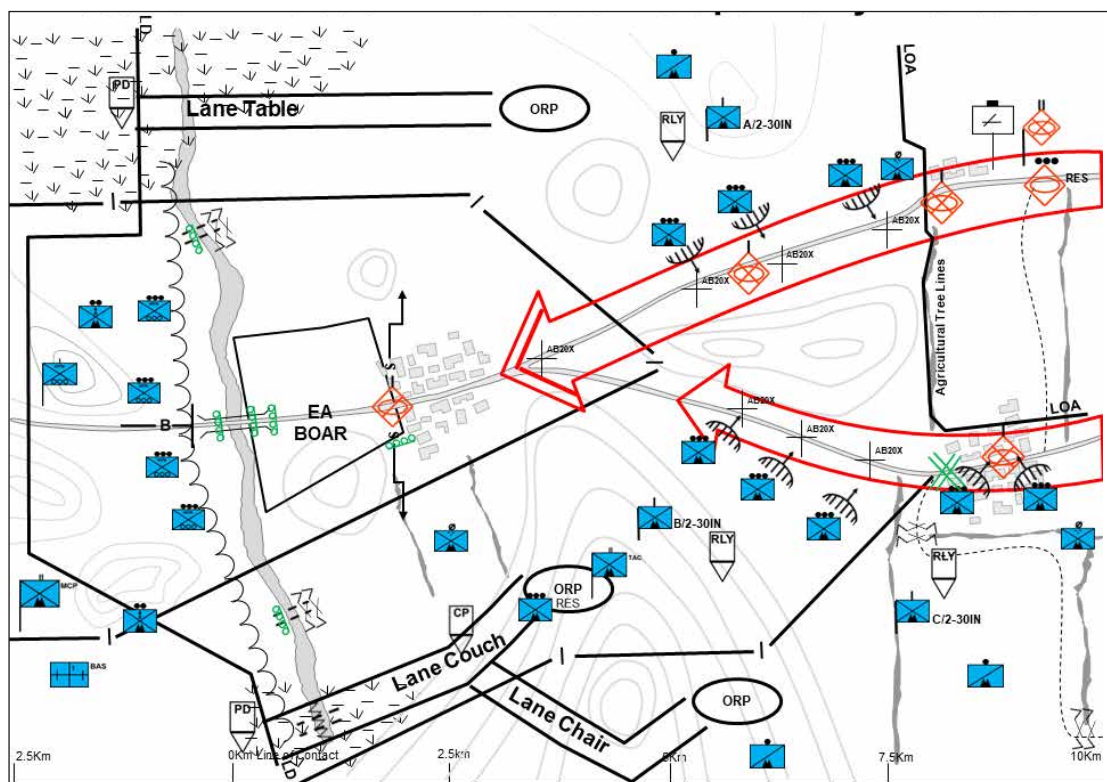 LD
LOA
PD
Lane Table
ORP
RLY
A/2-30IN
RES
AB20X
AB20X
AB20X
Agricultural Tree Lines
AB20X
S
S
EA
BOAR
B
AB20X
AB20X
AB20X
LOA
B/2-30IN
RLY
TAC
MCP
ORP
RES
CP
RLY
C/2-30IN
BAS
Lane Couch
PD
Lane Chair
ORP
LD
2.5Km
0Km Line of Contact
2.5km
5Km
7.5Km
10Km